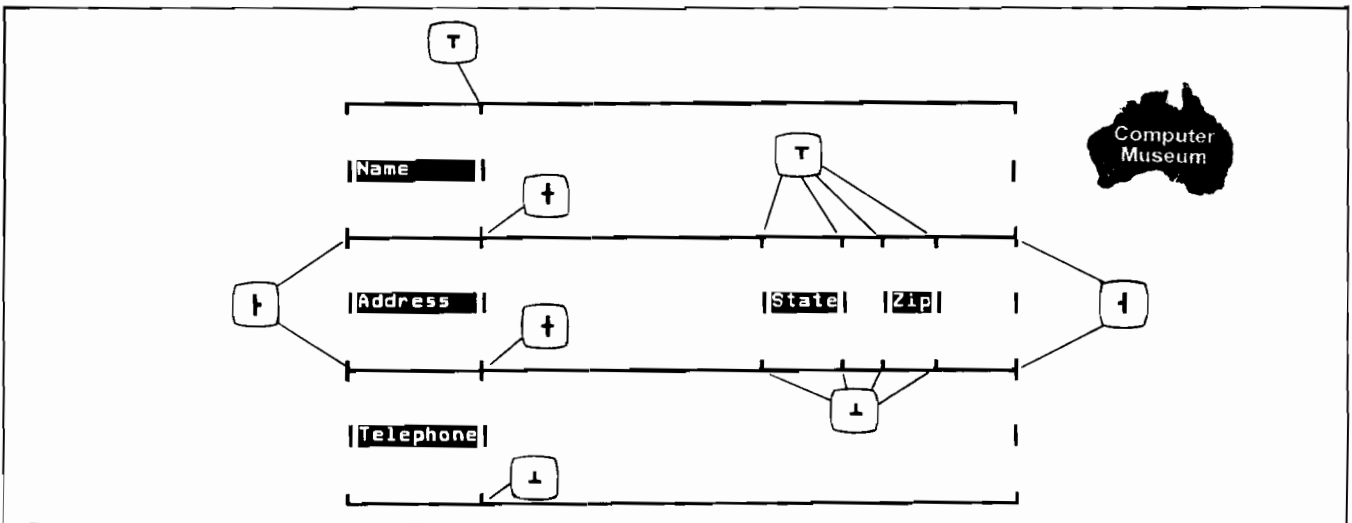 Computer
Museum
Name
Address
State
Zip
Telephone